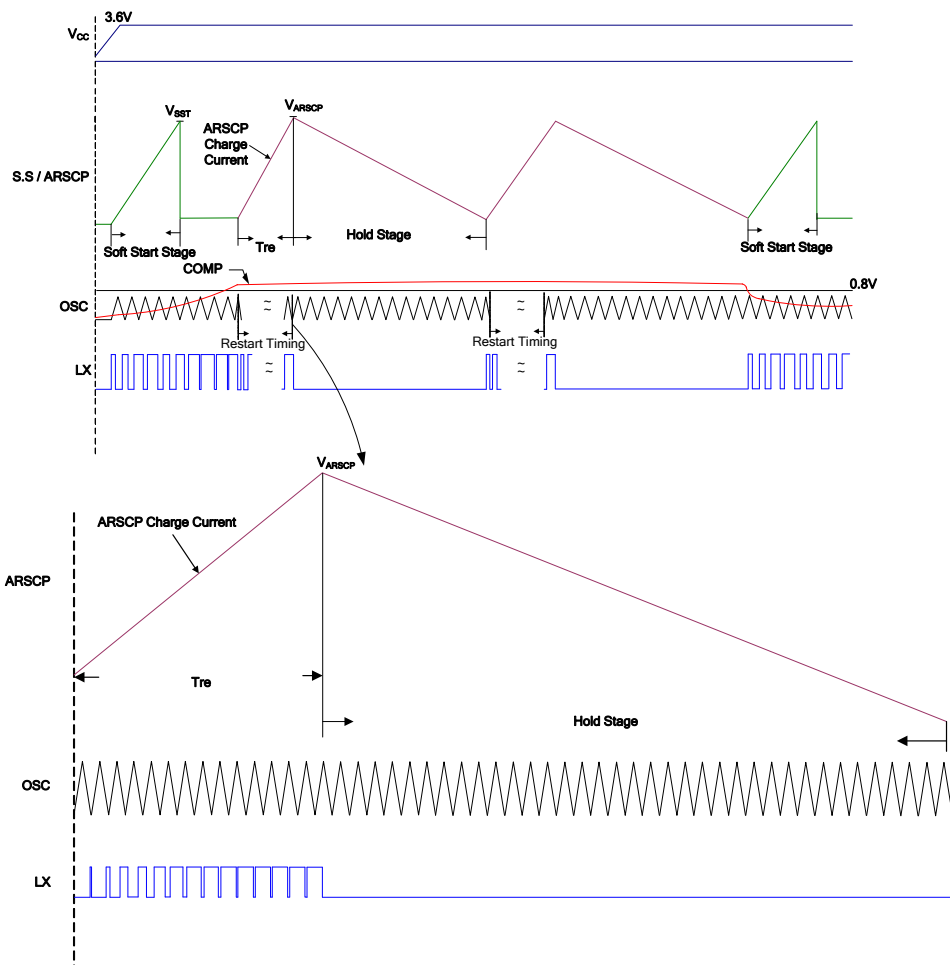 3.6V
VCC
VSST
VARSCP
ARSCP
Charge
Current
S.S / ARSCP
Soft Start Stage
Tre
Hold Stage
Soft Start Stage
COMP
0.8V
OSC
≈
≈
Restart Timing
Restart Timing
LX
≈
≈
VARSCP
ARSCP Charge Current
ARSCP
Tre
Hold Stage
OSC
LX